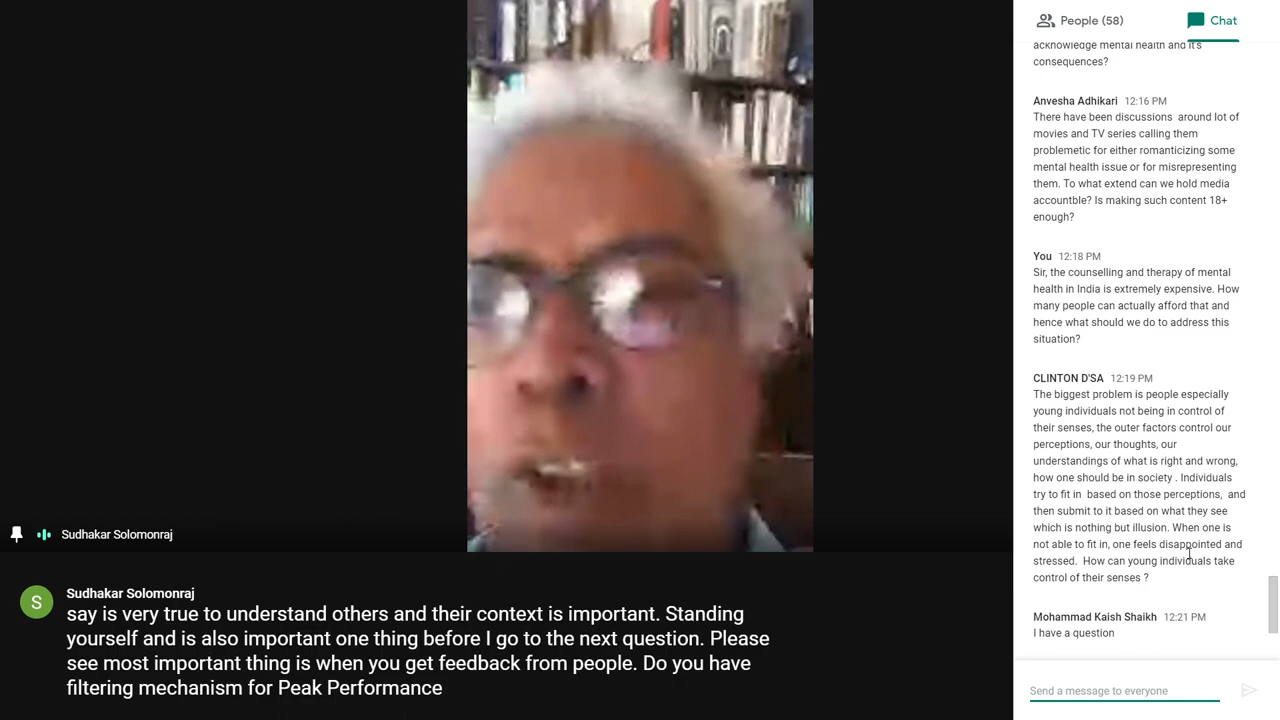 People (58)
Chat
acknowledge mental health and it's
consequences?
Anvesha Adhikari 12:16 PM
There have been discussions around lot of
movies and TV series calling them
problemetic for either romanticizing some
mental health issue or for misrepresenting
them. To what extend can we hold media
accountble? Is making such content 18+
enough?
You 12:18 PM
Sir, the counselling and therapy of mental
health in India is extremely expensive. How
many people can actually afford that and
hence what should we do to address this
situation?
CLINTON D'SA 12:19 PM
The biggest problem is people especially
young individuals not being in control of
their senses, the outer factors control our
perceptions, our thoughts, our
understandings of what is right and wrong,
how one should be in society . Individuals
try to fit in based on those perceptions, and
then submit to it based on what they see
which is nothing but illusion. When one is
not able to fit in, one feels disappointed and
stressed. How can young individuals take
control of their senses ?
Mohammad Kaish Shaikh 12:21 PM
I have a question
Send a message to everyone
Sudhakar Solomonraj
S
Sudhakar Solomonraj
say is very true to understand others and their context is important. Standing
yourself and is also important one thing before I go to the next question. Please
see most important thing is when you get feedback from people. Do you have
filtering mechanism for Peak Performance